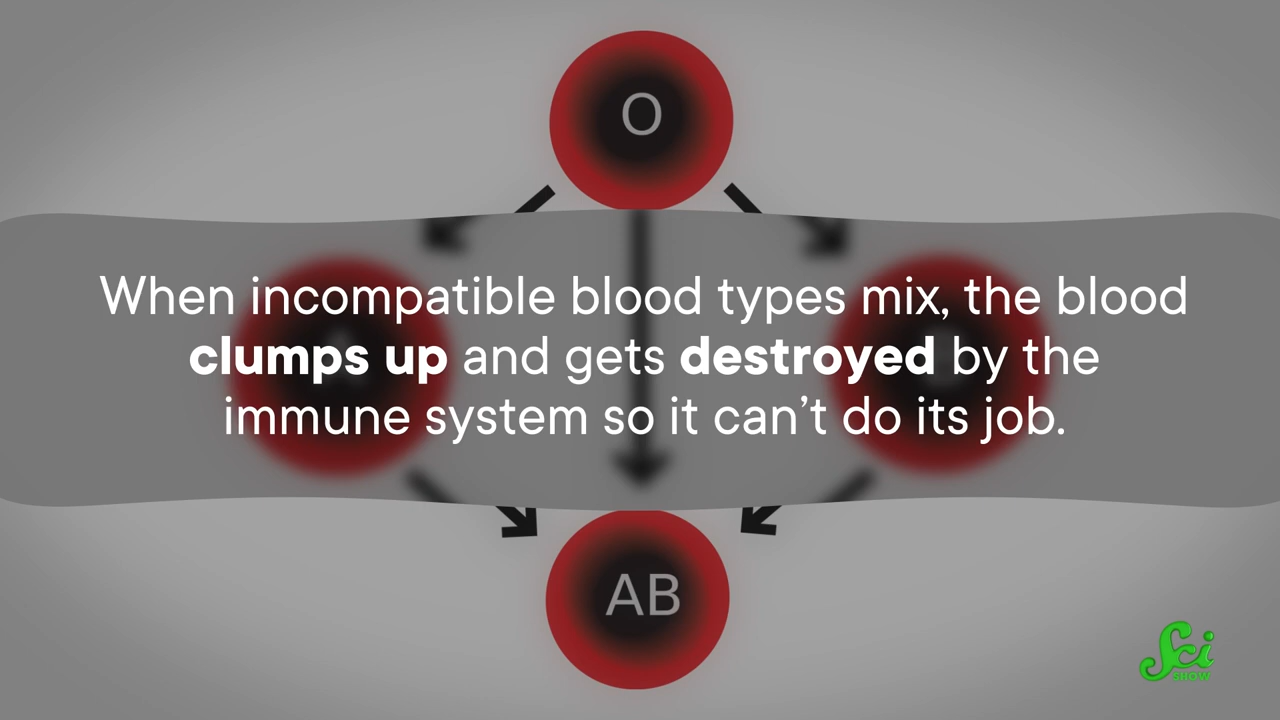 O
When incompatible blood types mix, the blood
clumps up and gets destroyed by the
immune system so it can’t do its job.
AB
Sci
SHOW